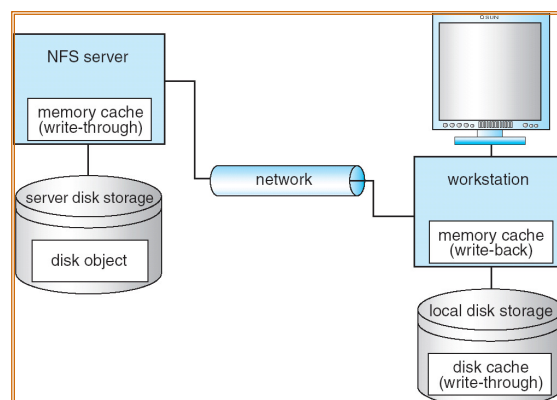 SUN
NFS server
memory cache
(write-through)
server disk storage
disk object
network
workstation
memory cache
(write-back)
local disk storage
disk cache
(write-through)